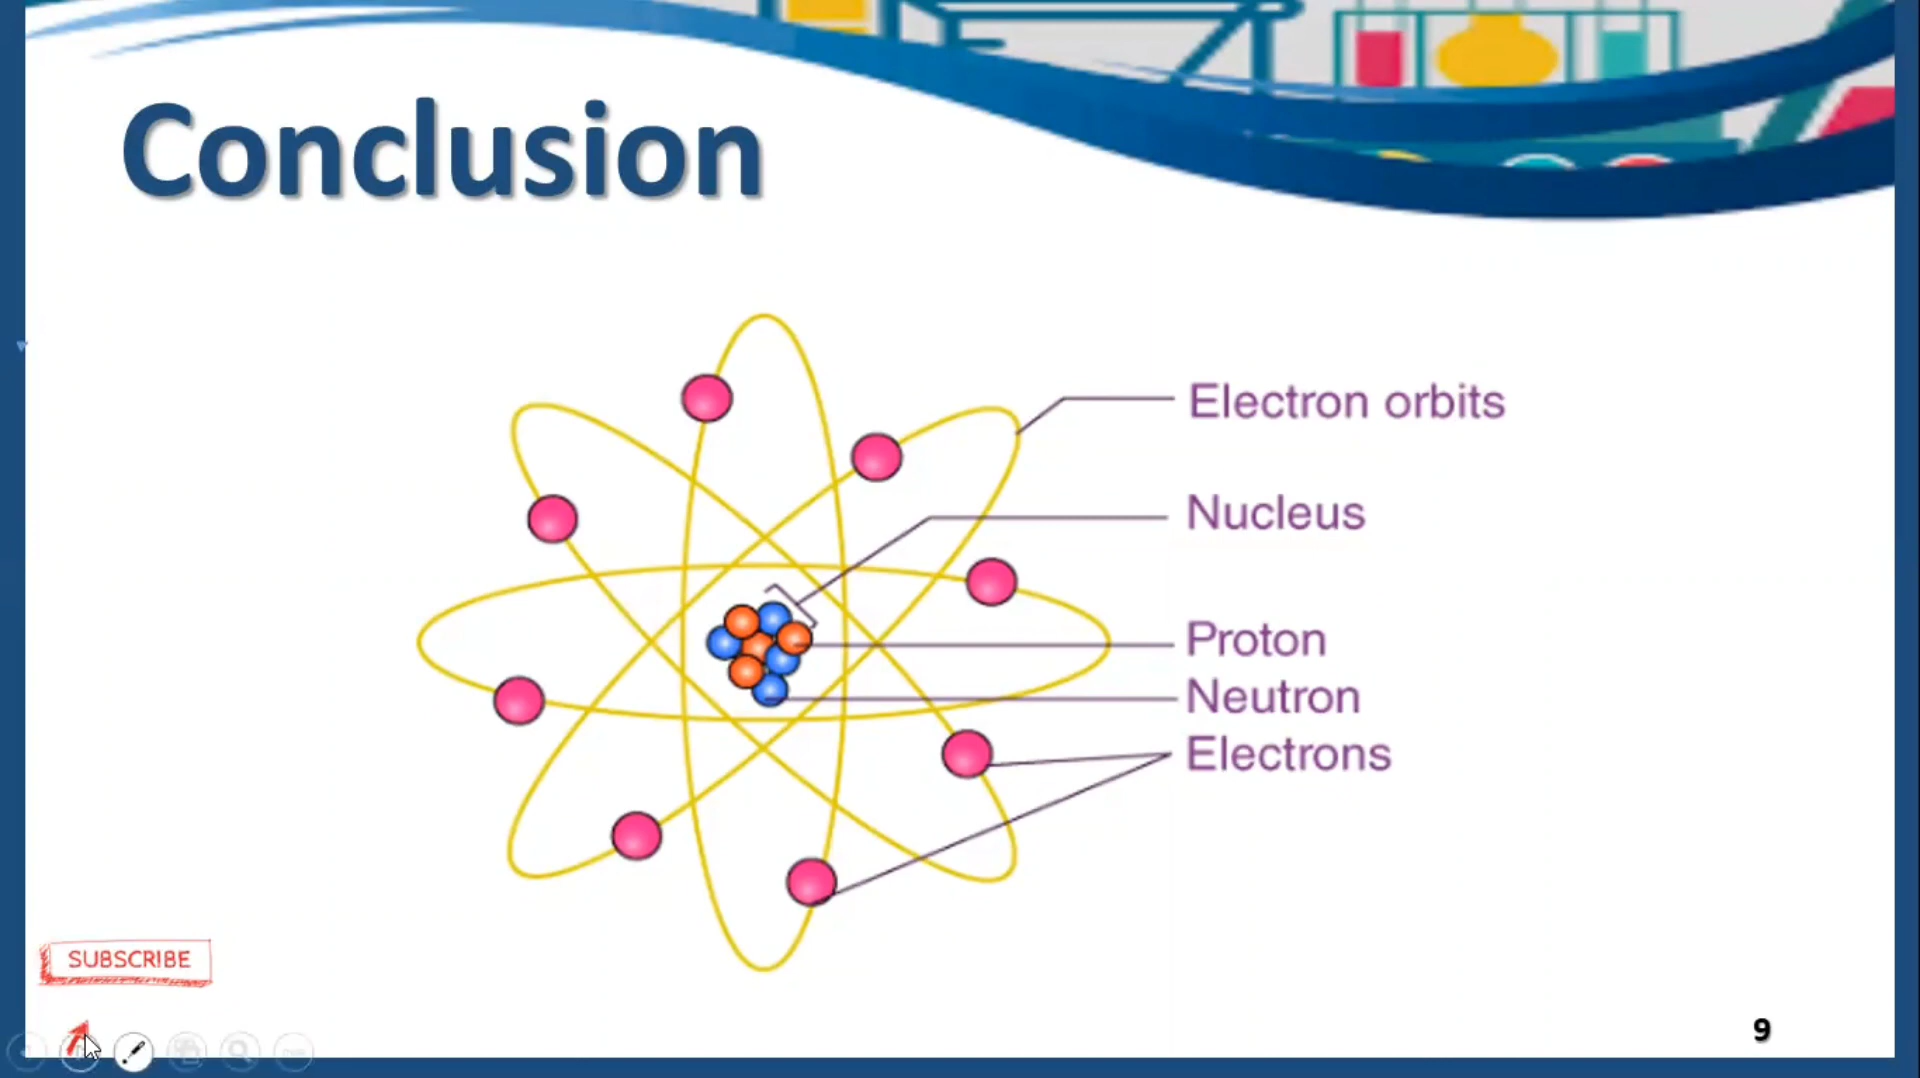 Conclusion
Electron orbits
Nucleus
Proton
Neutron
Electrons
SUBSCRIBE
9